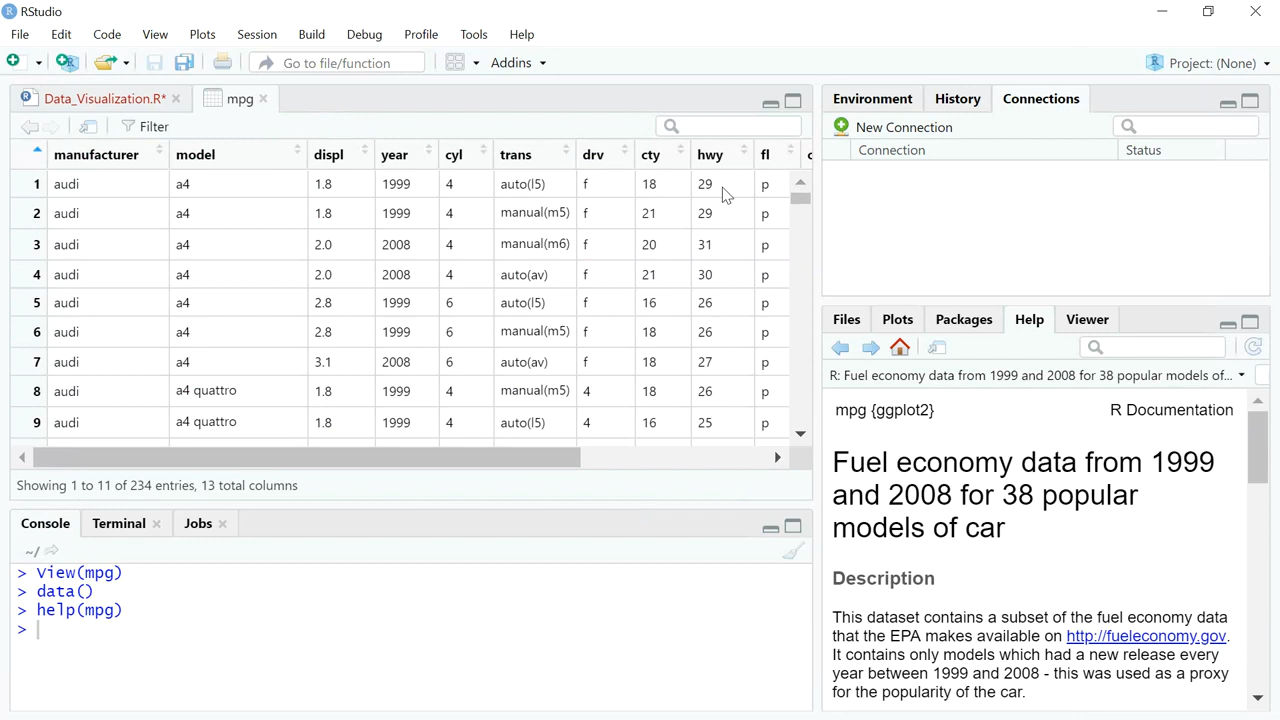 RStudio
File Edit Code View Plots Session Build Debug Profile Tools Help
Go to file/function Addins Project: (None)
Data_Visualization.R* mpg
Filter
manufacturer model displ year cyl trans drv cty hwy fl c
1 audi a4 1.8 1999 4 auto(l5) f 18 29 p
2 audi a4 1.8 1999 4 manual(m5) f 21 29 p
3 audi a4 2.0 2008 4 manual(m6) f 20 31 p
4 audi a4 2.0 2008 4 auto(av) f 21 30 p
5 audi a4 2.8 1999 6 auto(l5) f 16 26 p
6 audi a4 2.8 1999 6 manual(m5) f 18 26 p
7 audi a4 3.1 2008 6 auto(av) f 18 27 p
8 audi a4 quattro 1.8 1999 4 manual(m5) 4 18 26 p
9 audi a4 quattro 1.8 1999 4 auto(l5) 4 16 25 p
Showing 1 to 11 of 234 entries, 13 total columns
Console Terminal Jobs
~/
> View(mpg)
> data()
> help(mpg)
>
Environment History Connections
New Connection
Connection Status
Files Plots Packages Help Viewer
R: Fuel economy data from 1999 and 2008 for 38 popular models of...
mpg {ggplot2} R Documentation
Fuel economy data from 1999
and 2008 for 38 popular
models of car
Description
This dataset contains a subset of the fuel economy data
that the EPA makes available on http://fueleconomy.gov.
It contains only models which had a new release every
year between 1999 and 2008 - this was used as a proxy
for the popularity of the car.